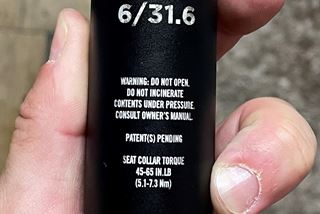 6/31.6
WARNING: DO NOT OPEN.
DO NOT INCINERATE
CONTENTS UNDER PRESSURE.
CONSULT OWNER'S MANUAL.
PATENT(S) PENDING
SEAT COLLAR TORQUE
45-65 IN.LB
(5.1-7.3 Nm)